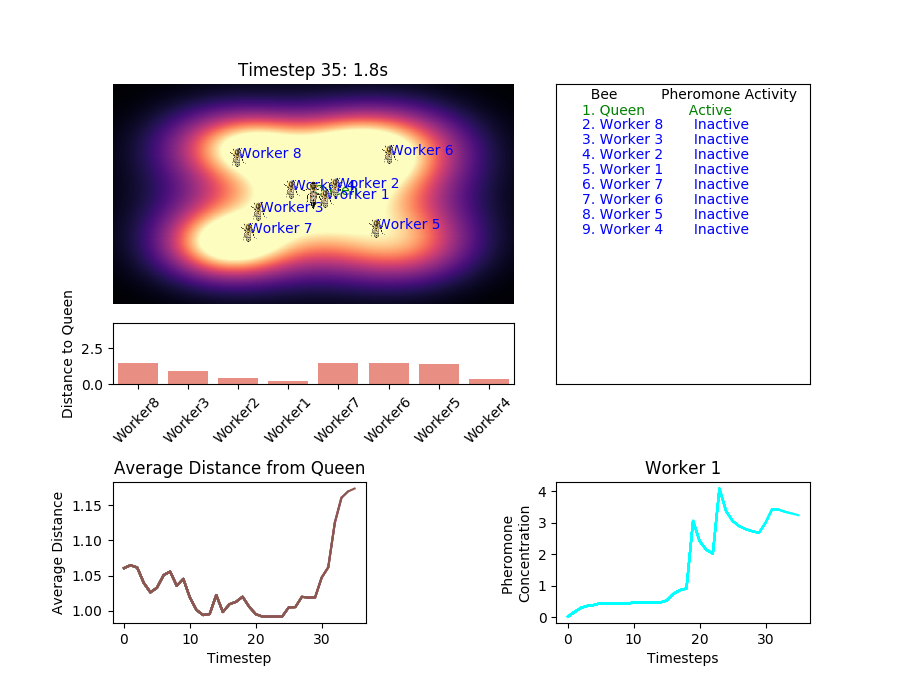 Timestep 35: 1.8s
Worker 8
Worker 6
Worker 2
Worker 1
Worker 3
Worker 7
Worker 5
Bee Pheromone Activity
1. Queen Active
2. Worker 8 Inactive
3. Worker 3 Inactive
4. Worker 2 Inactive
5. Worker 1 Inactive
6. Worker 7 Inactive
7. Worker 6 Inactive
8. Worker 5 Inactive
9. Worker 4 Inactive
Distance to Queen
2.5
0.0
Worker8
Worker3
Worker2
Worker1
Worker7
Worker6
Worker5
Worker4
Average Distance from Queen
Average Distance
1.15
1.10
1.05
1.00
0 10 20 30
Timestep
Worker 1
Pheromone
Concentration
4
3
2
1
0
0 10 20 30
Timesteps